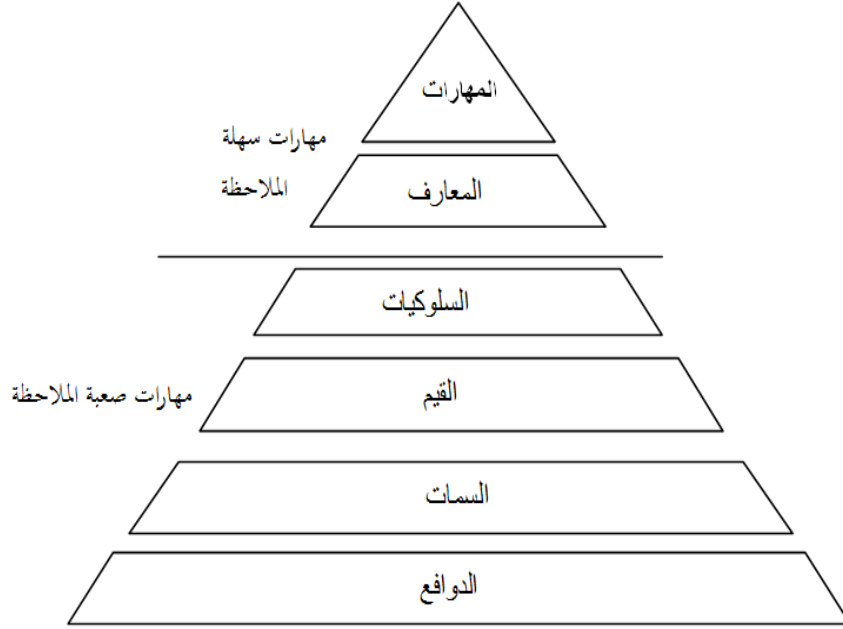 المهارات
مهارات سهلة
الملاحظة
المعارف
السلوكيات
القيم
مهارات صعبة الملاحظة
السمات
الدوافع